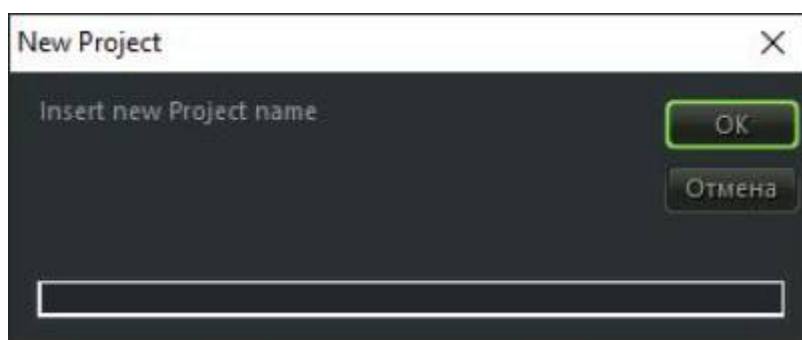 New Project
Insert new Project name
OK
Отмена